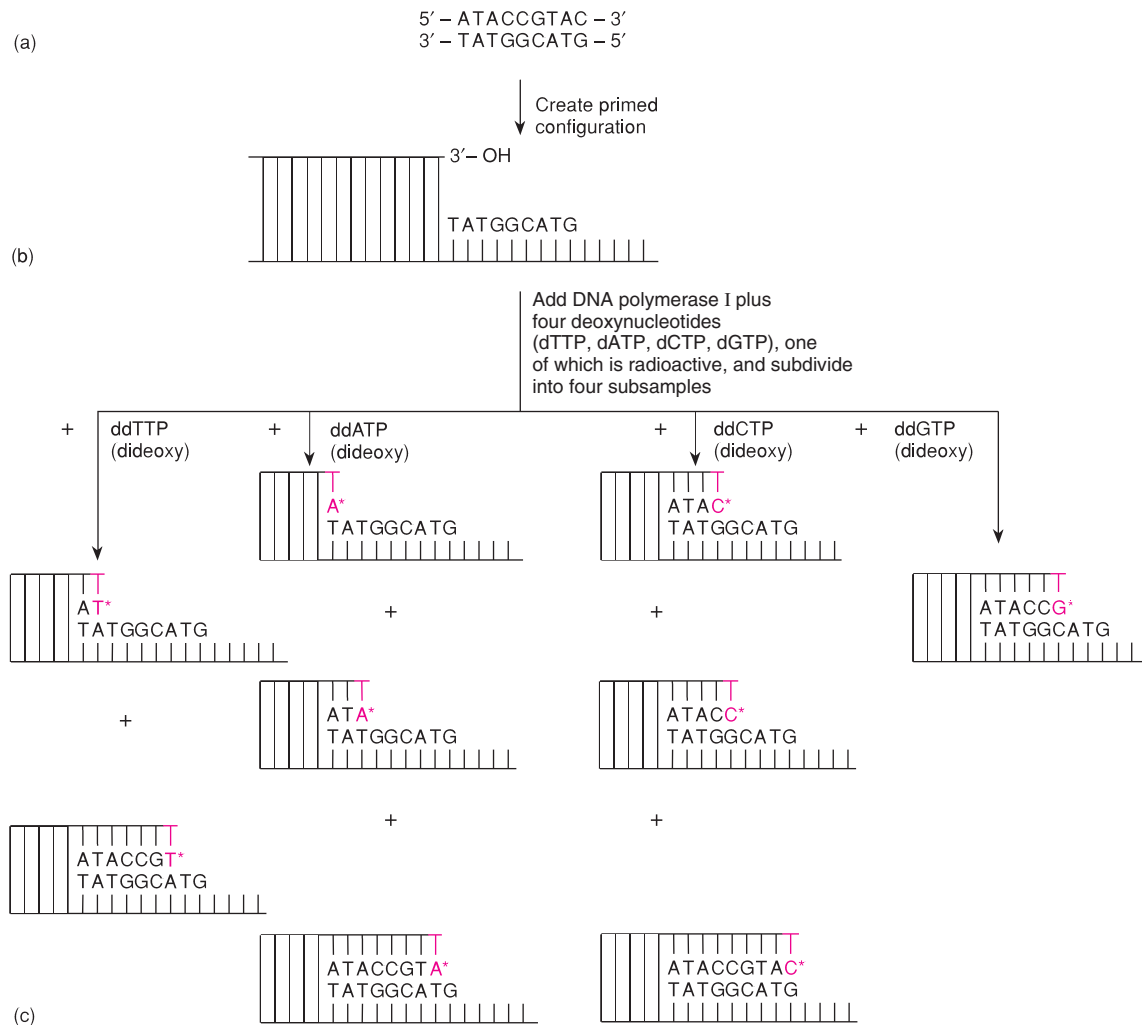 (a)
5′ – ATACCGTAC – 3′
3′ – TATGGCATG – 5′
Create primed
configuration
3′ – OH
TATGGCATG
(b)
Add DNA polymerase I plus
four deoxynucleotides
(dTTP, dATP, dCTP, dGTP), one
of which is radioactive, and subdivide
into four subsamples
+ ddTTP
(dideoxy)
+ ddATP
(dideoxy)
+ ddCTP
(dideoxy)
+ ddGTP
(dideoxy)
A*
TATGGCATG
ATAC*
TATGGCATG
AT*
TATGGCATG
+
+
ATACCG*
TATGGCATG
+
ATA*
TATGGCATG
ATACC*
TATGGCATG
+
+
ATACCGT*
TATGGCATG
ATACCGTA*
TATGGCATG
ATACCGTAC*
TATGGCATG
(c)